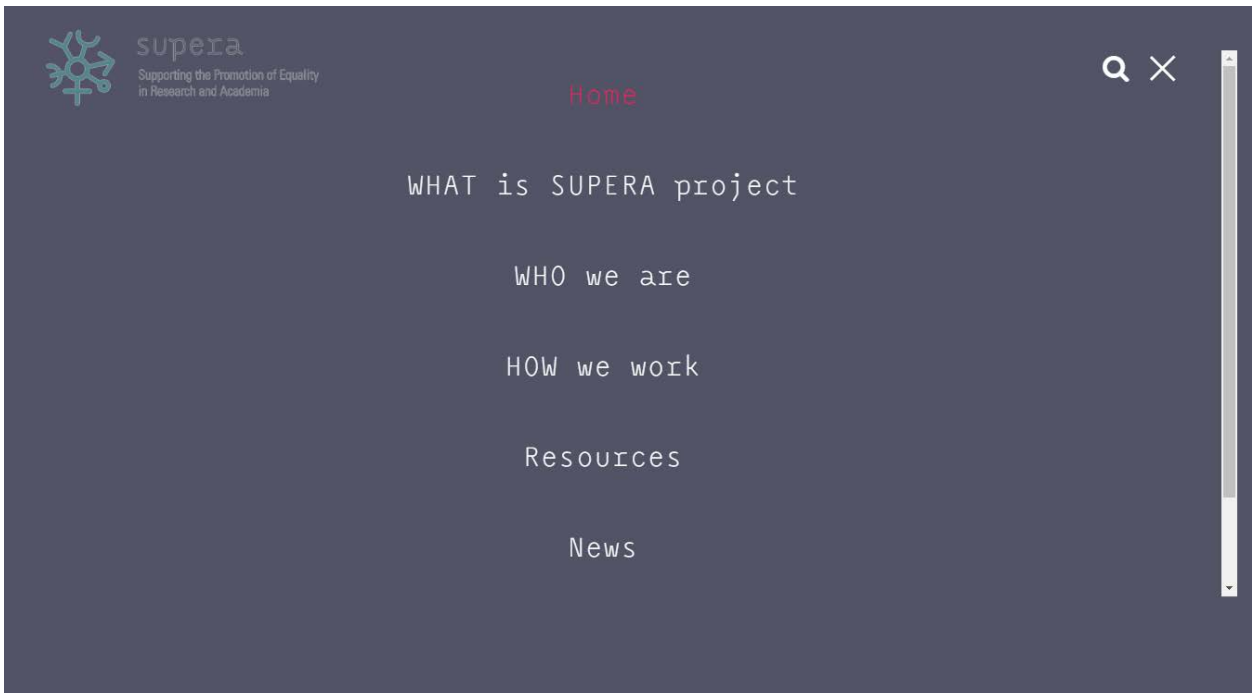 supera
Supporting the Promotion of Equality
in Research and Academia
Home
WHAT is SUPERA project
WHO we are
HOW we work
Resources
News